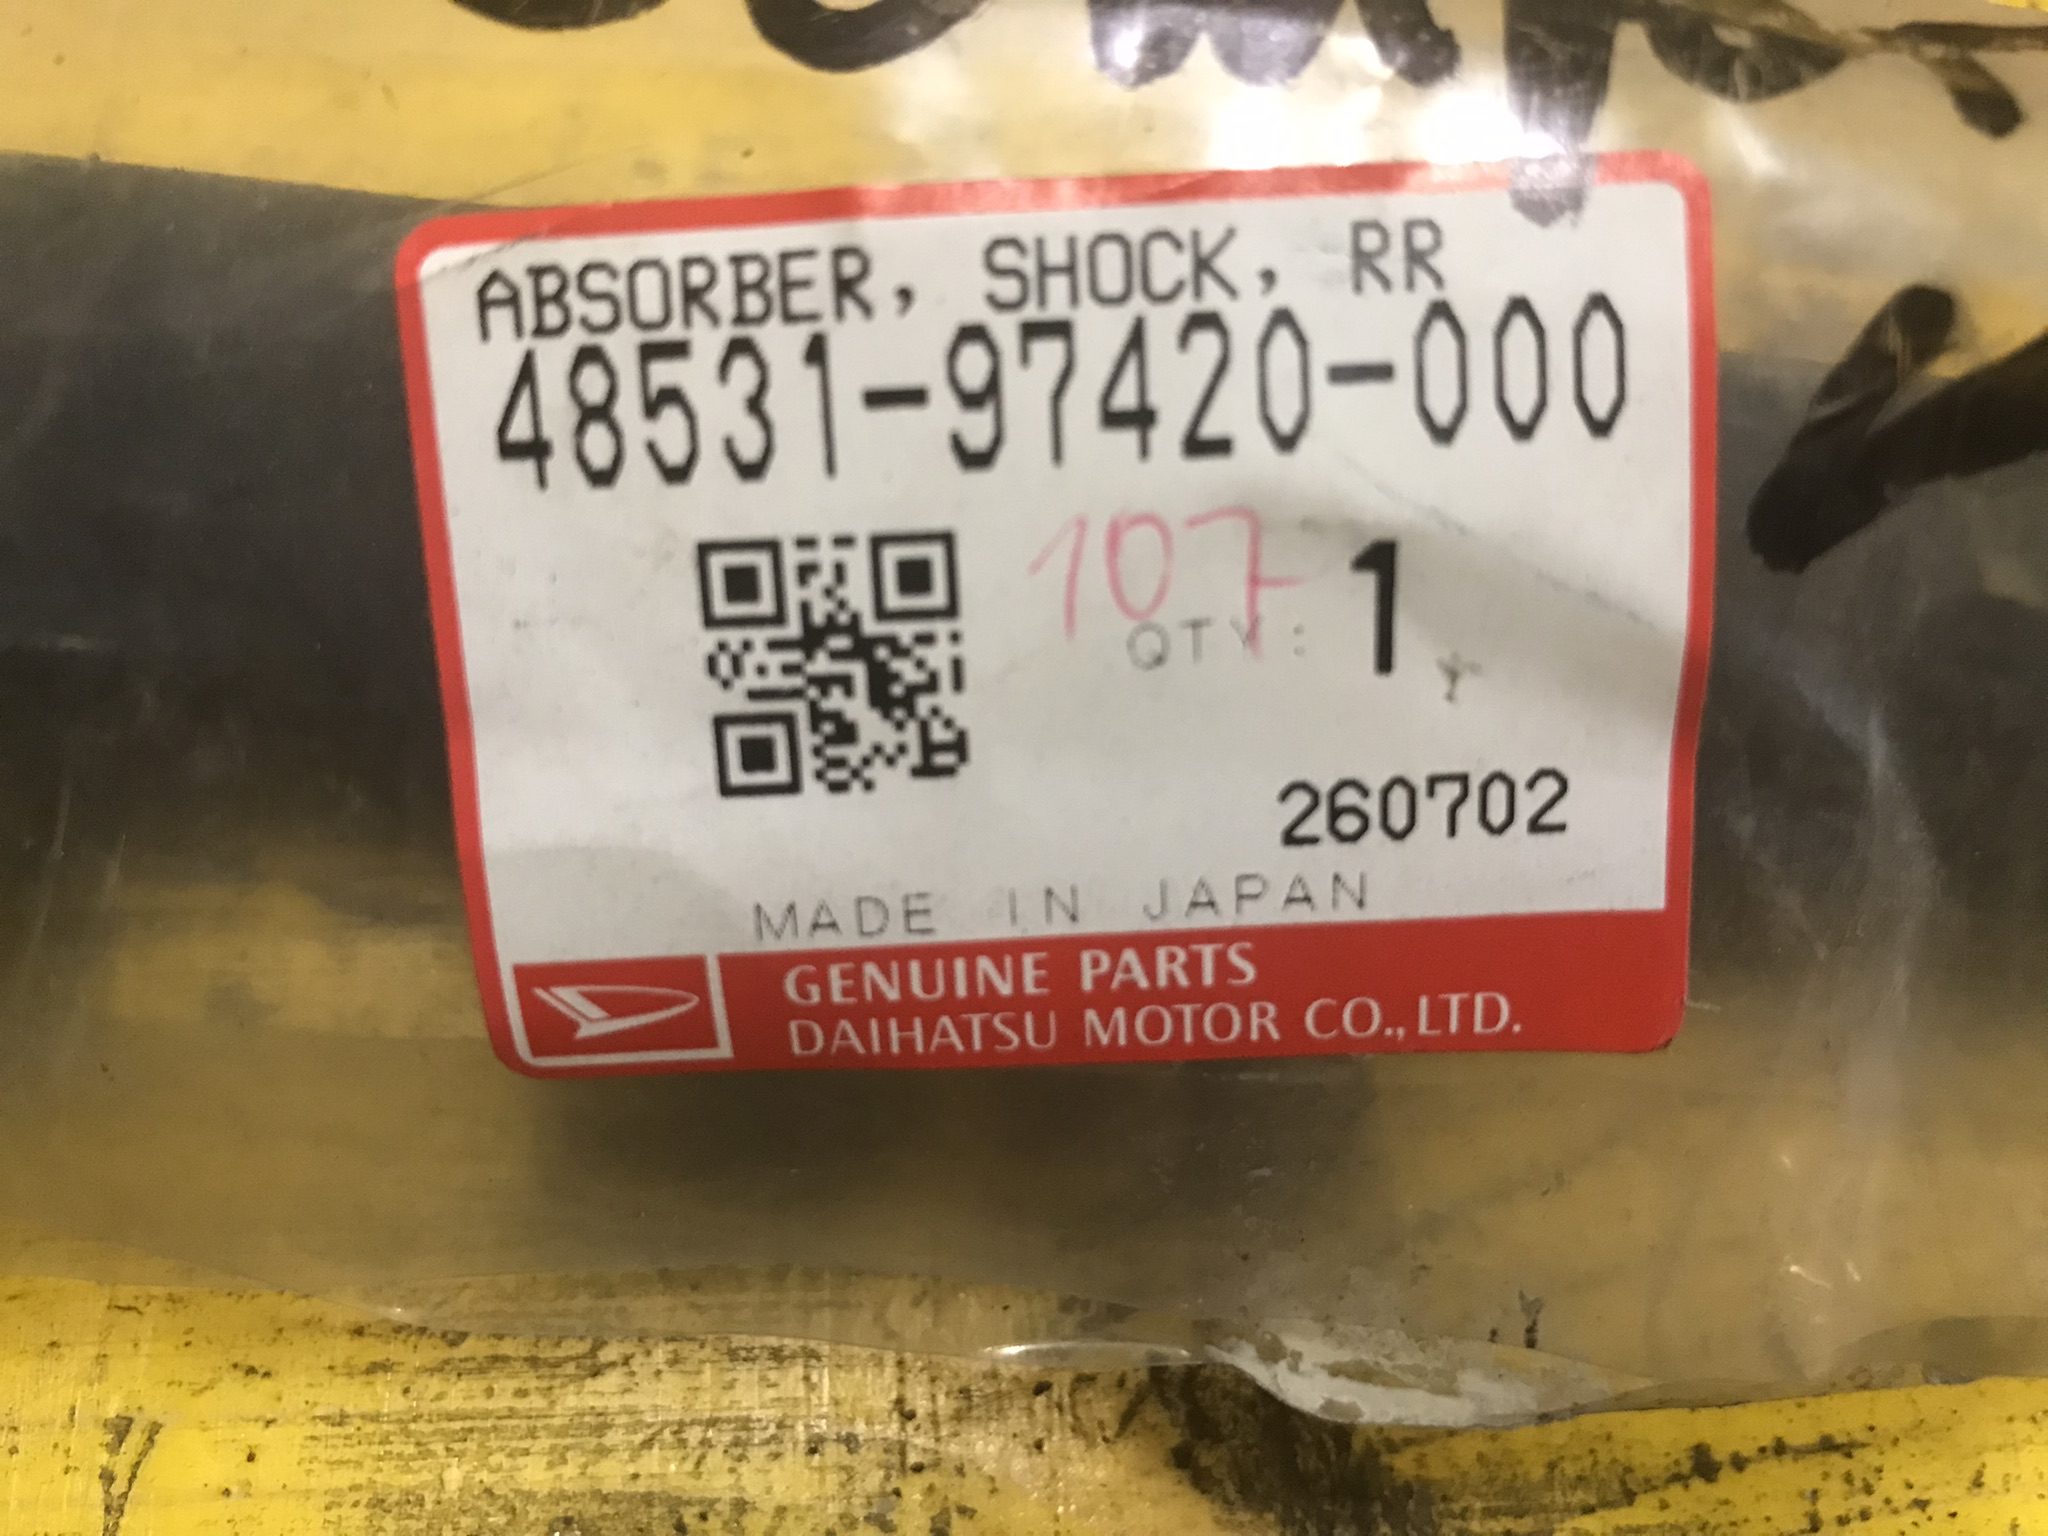 ABSORBER, SHOCK, RR
48531-97420-000
107
QTY: 1
260702
MADE IN JAPAN
GENUINE PARTS
DAIHATSU MOTOR CO., LTD.